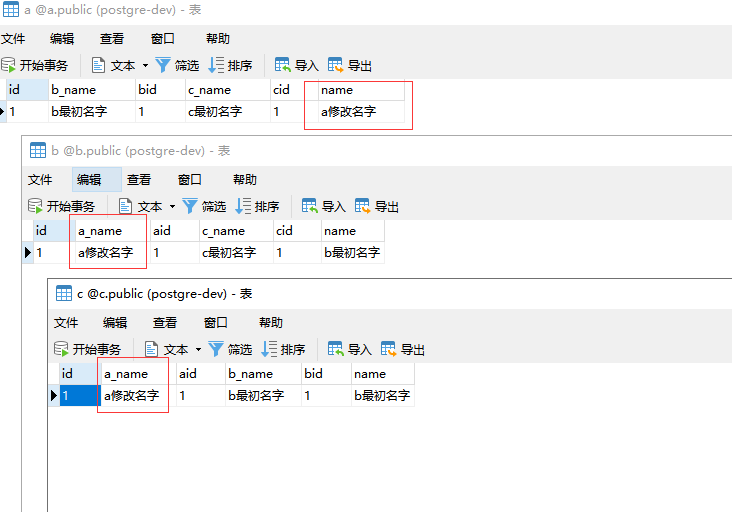 a @a.public (postgre-dev) - 表
文件 编辑 查看 窗口 帮助
开始事务 文本 筛选 排序 导入 导出
id b_name bid c_name cid name
1 b最初名字 1 c最初名字 1 a修改名字
b @b.public (postgre-dev) - 表
文件 编辑 查看 窗口 帮助
开始事务 文本 筛选 排序 导入 导出
id a_name aid c_name cid name
1 a修改名字 1 c最初名字 1 b最初名字
c @c.public (postgre-dev) - 表
文件 编辑 查看 窗口 帮助
开始事务 文本 筛选 排序 导入 导出
id a_name aid b_name bid name
1 a修改名字 1 b最初名字 1 b最初名字